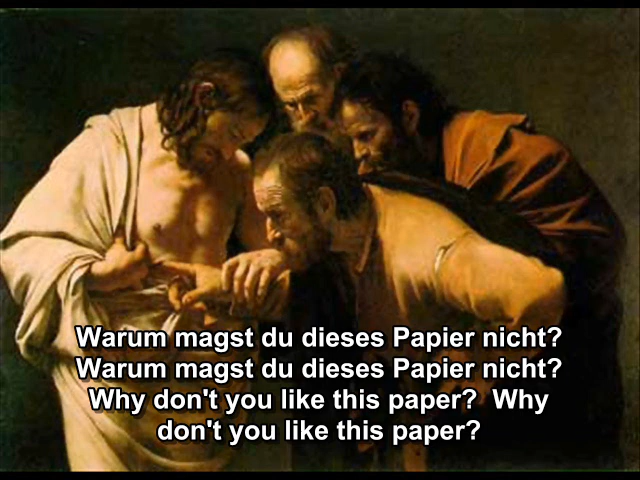 Warum magst du dieses Papier nicht?
Warum magst du dieses Papier nicht?
Why don't you like this paper?  Why
don't you like this paper?